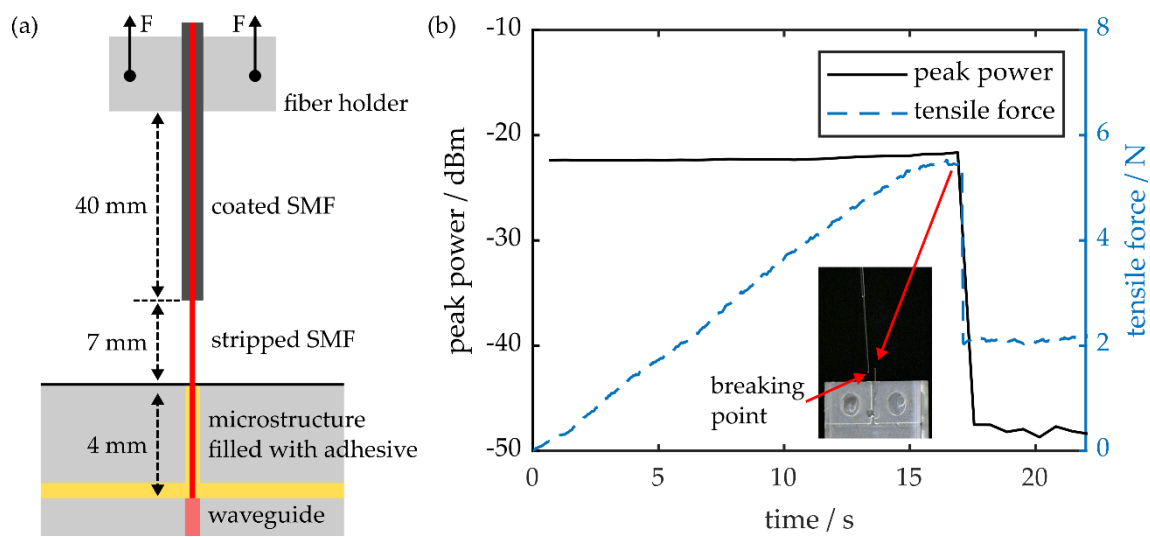 (a)
F
F
fiber holder
40 mm
coated SMF
7 mm
stripped SMF
4 mm
microstructure
filled with adhesive
waveguide
(b)
peak power / dBm
-10
-20
-30
-40
-50
0
5
10
15
20
time / s
8
6
4
2
0
tensile force / N
peak power
tensile force
breaking
point